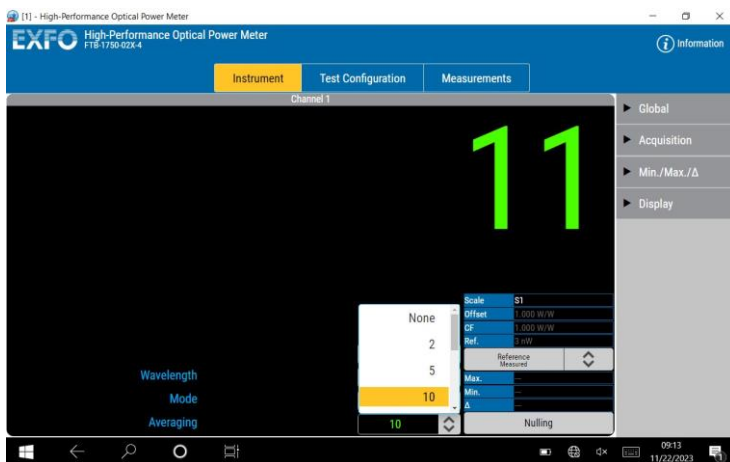 [1] - High-Performance Optical Power Meter
EXFO
High-Performance Optical Power Meter
FTB-1750-02X-4
Information
Instrument
Test Configuration
Measurements
Channel 1
Global
Acquisition
Min./Max./Δ
Display
11
None
2
5
10
Wavelength
Mode
Averaging
10
Scale S1
Offset 1.000 W/W
CF 1.000 W/W
Ref. 3 nW
Reference
Measured
Max. --
Min. --
Δ --
Nulling
09:13
11/22/2023